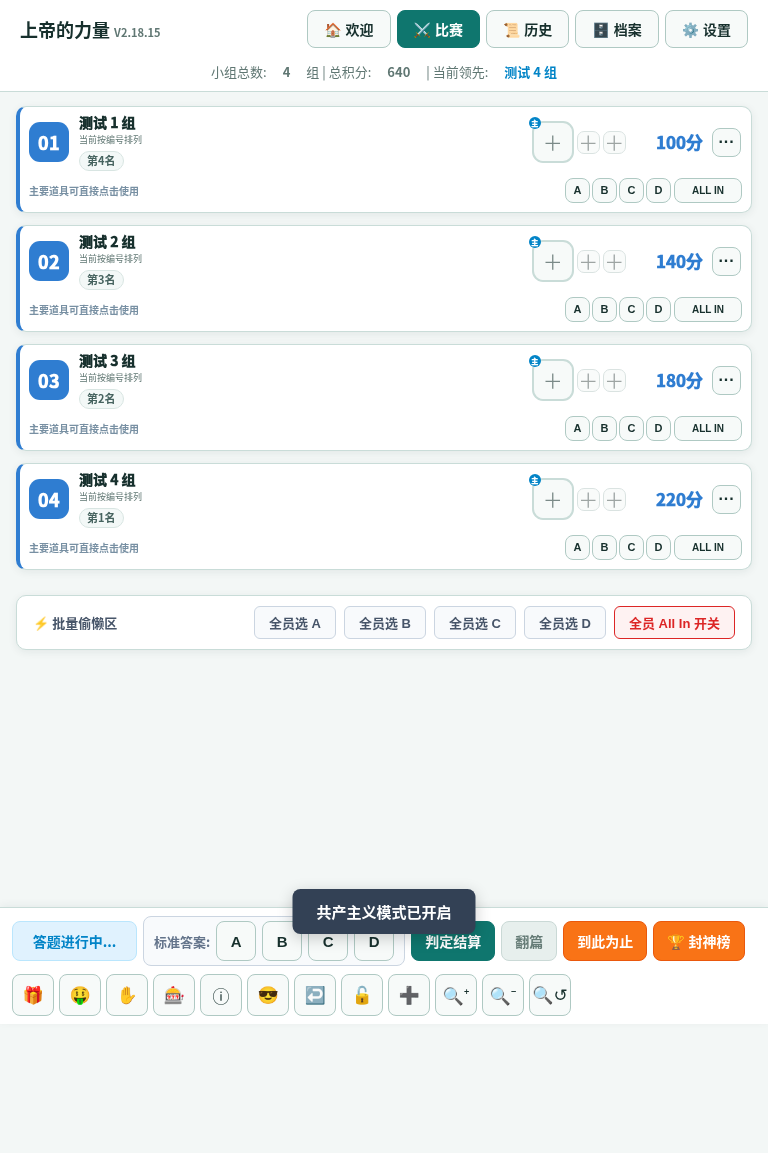 上帝的力量 V2.18.15
🏠 欢迎
⚔️ 比赛
📜 历史
🗄️ 档案
⚙️ 设置
小组总数: 4 组 | 总积分: 640 | 当前领先: 测试 4 组
01
测试 1 组
当前按编号排列
第4名
主
100分
···
主要道具可直接点击使用
A B C D ALL IN
02
测试 2 组
当前按编号排列
第3名
主
140分
···
主要道具可直接点击使用
A B C D ALL IN
03
测试 3 组
当前按编号排列
第2名
主
180分
···
主要道具可直接点击使用
A B C D ALL IN
04
测试 4 组
当前按编号排列
第1名
主
220分
···
主要道具可直接点击使用
A B C D ALL IN
⚡ 批量偷懒区
全员选 A
全员选 B
全员选 C
全员选 D
全员 All In 开关
共产主义模式已开启
答题进行中...
标准答案: A B C D
判定结算
翻篇
到此为止
🏆 封神榜